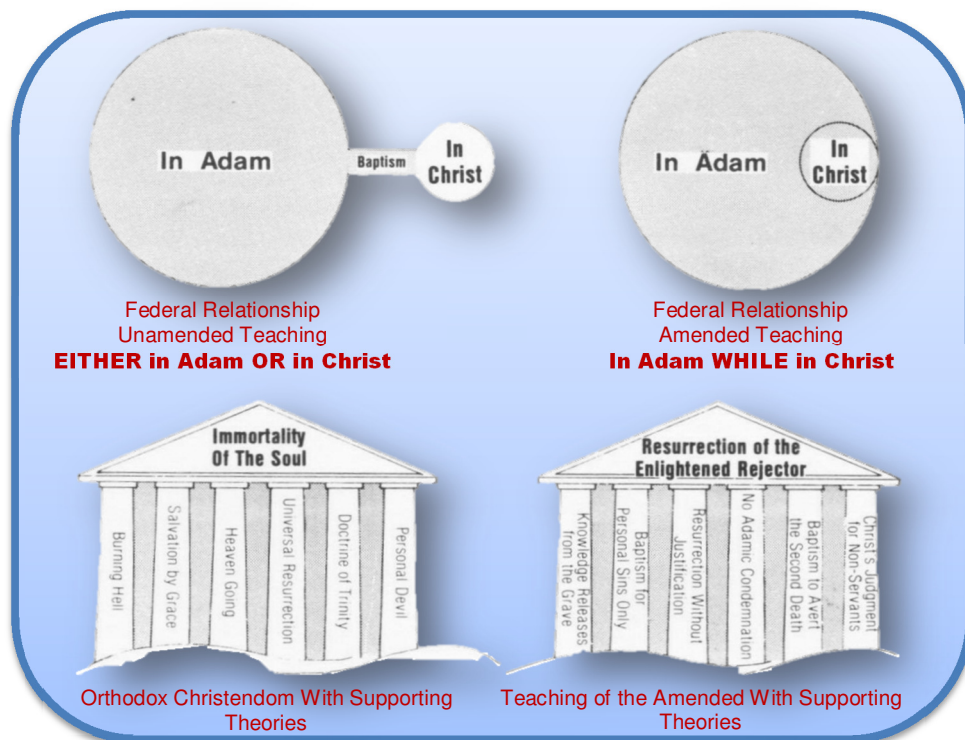 In Adam
Baptism
In
Christ
Federal Relationship
Unamended Teaching
EITHER in Adam OR in Christ
In Adam
In
Christ
Federal Relationship
Amended Teaching
In Adam WHILE in Christ
Immortality
Of The Soul
Burning Hell
Salvation by Grace
Heaven Going
Universal Resurrection
Doctrine of Trinity
Personal Devil
Orthodox Christendom With Supporting
Theories
Resurrection of the
Enlightened Rejector
Knowledge Releases
from the Grave
Baptism for
Personal Sins Only
Resurrection Without
Justification
No Adamic Condemnation
Baptism to Avert
the Second Death
Christ's Judgment
for Non-Servants
Teaching of the Amended With Supporting
Theories